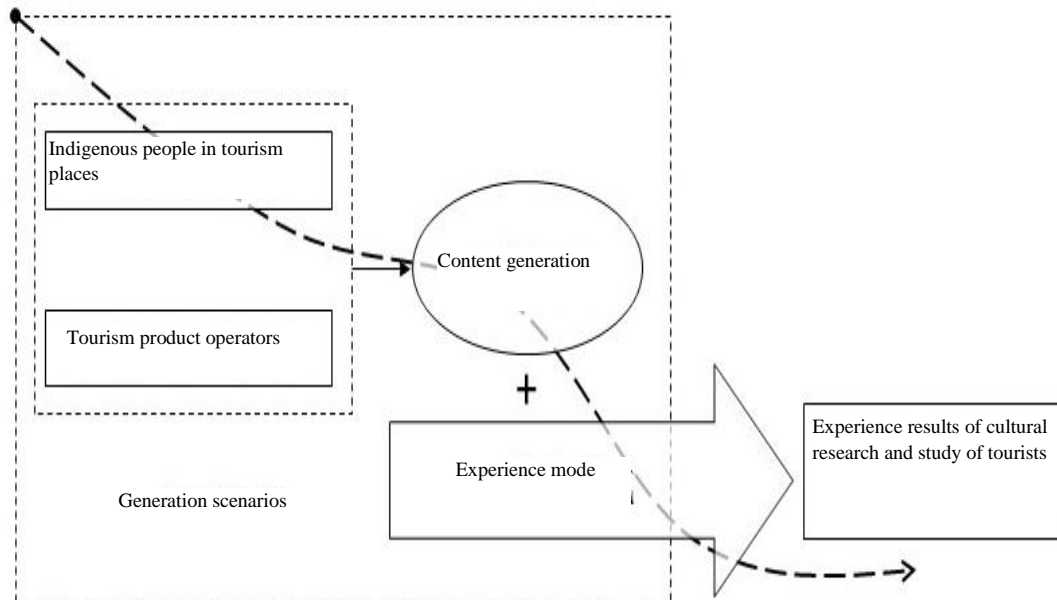 Indigenous people in tourism
places
Content generation
Tourism product operators
Experience results of cultural
research and study of tourists
Experience mode
Generation scenarios